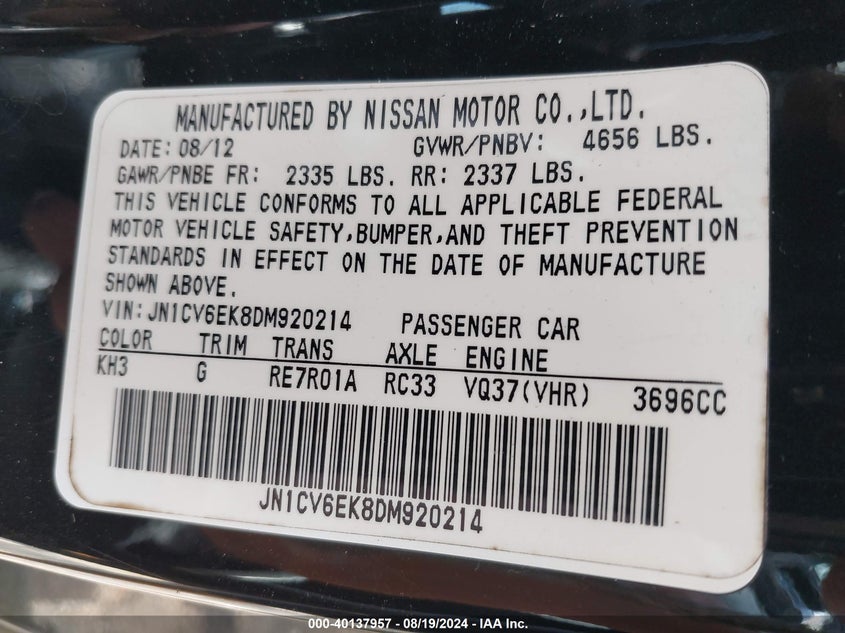 MANUFACTURED BY NISSAN MOTOR CO.,LTD.
DATE: 08/12 GVWR/PNBV: 4656 LBS.
GAWR/PNBE FR: 2335 LBS. RR: 2337 LBS.
THIS VEHICLE CONFORMS TO ALL APPLICABLE FEDERAL
MOTOR VEHICLE SAFETY,BUMPER,AND THEFT PREVENTION
STANDARDS IN EFFECT ON THE DATE OF MANUFACTURE
SHOWN ABOVE.
VIN:JN1CV6EK8DM920214 PASSENGER CAR
COLOR TRIM TRANS AXLE ENGINE
KH3 G RE7R01A RC33 VQ37(VHR) 3696CC
JN1CV6EK8DM920214
000-40137957 - 08/19/2024 - IAA Inc.